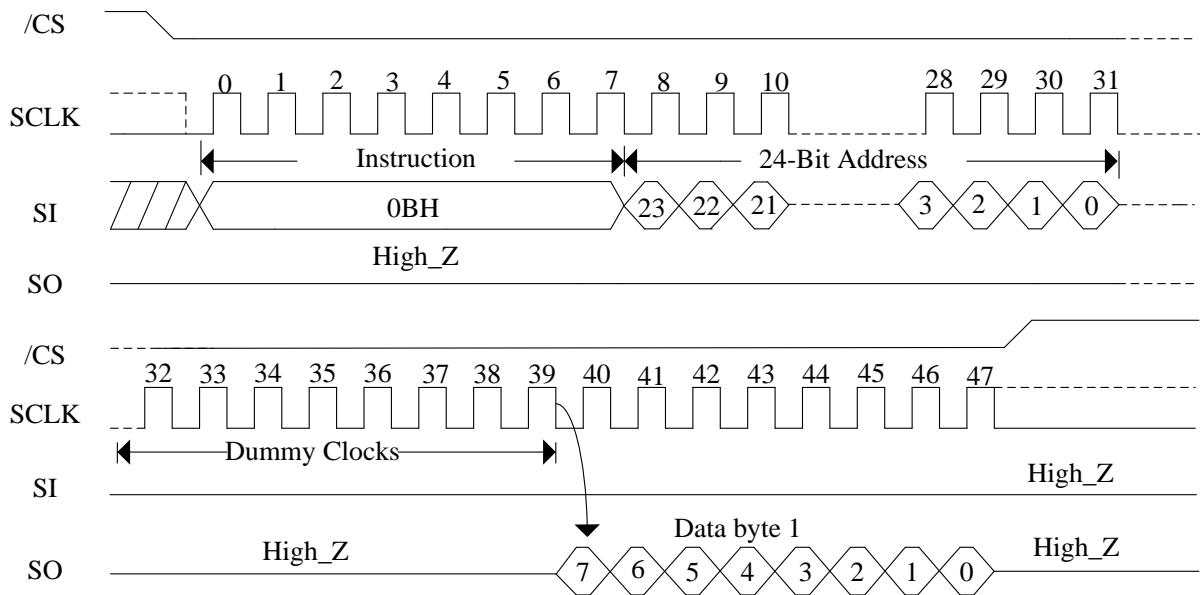 /CS
0 1 2 3 4 5 6 7 8 9 10 28 29 30 31
SCLK
Instruction 24-Bit Address
SI 0BH 23 22 21 3 2 1 0
High_Z
SO
/CS
32 33 34 35 36 37 38 39 40 41 42 43 44 45 46 47
SCLK
Dummy Clocks
SI High_Z
Data byte 1
SO High_Z 7 6 5 4 3 2 1 0 High_Z